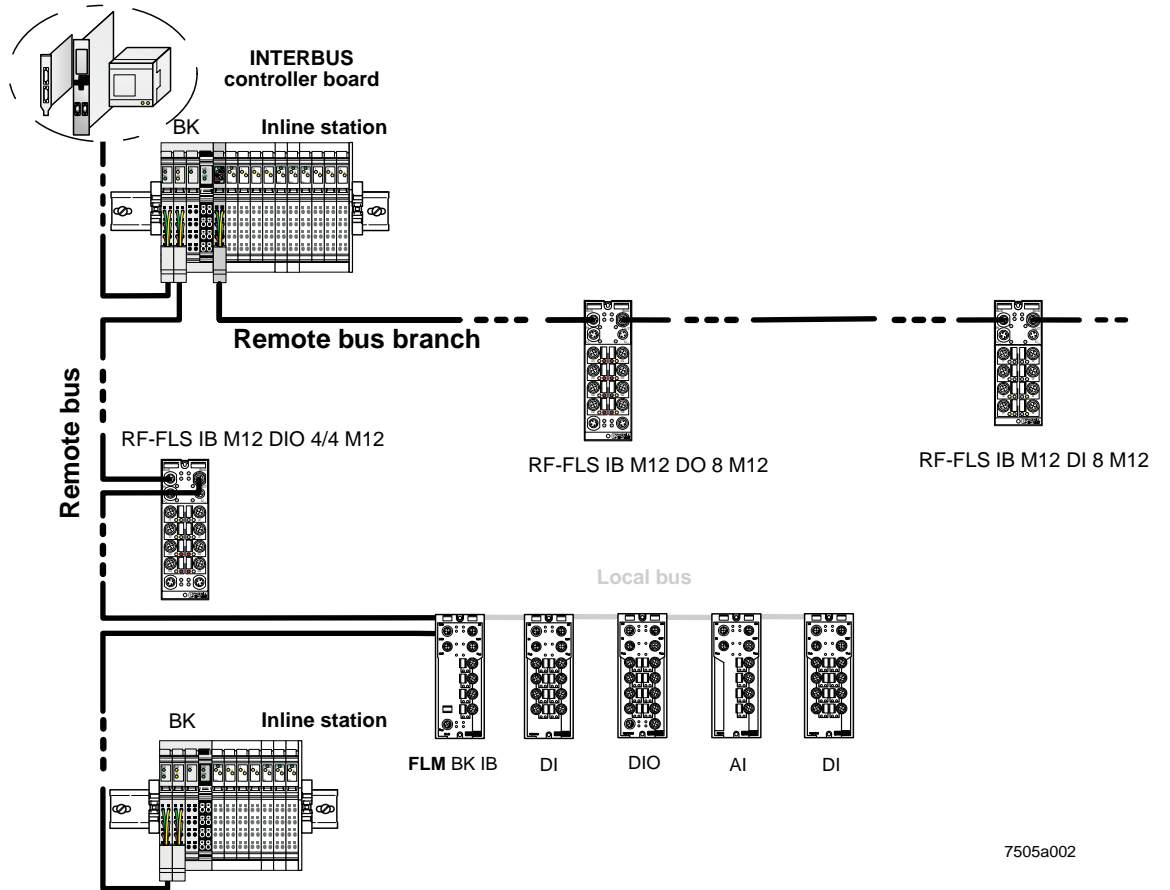 INTERBUS
controller board
BK
Inline station
Remote bus branch
Remote bus
RF-FLS IB M12 DIO 4/4 M12
RF-FLS IB M12 DO 8 M12
RF-FLS IB M12 DI 8 M12
Local bus
FLM BK IB
DI
DIO
AI
DI
BK
Inline station
7505a002